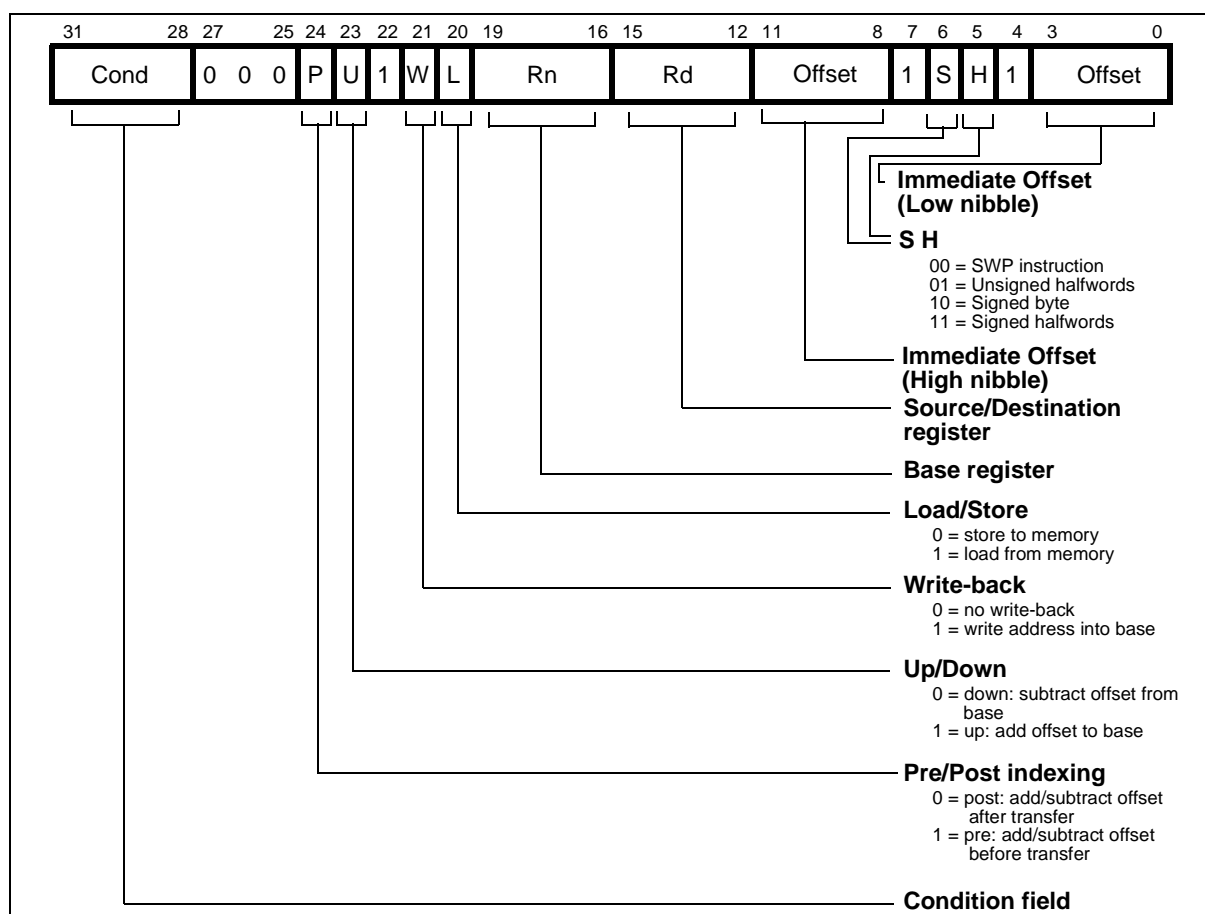 31 28 27 25 24 23 22 21 20 19 16 15 12 11 8 7 6 5 4 3 0
Cond 0 0 0 P U 1 W L Rn Rd Offset 1 S H 1 Offset
Immediate Offset
(Low nibble)
S H
00 = SWP instruction
01 = Unsigned halfwords
10 = Signed byte
11 = Signed halfwords
Immediate Offset
(High nibble)
Source/Destination
register
Base register
Load/Store
0 = store to memory
1 = load from memory
Write-back
0 = no write-back
1 = write address into base
Up/Down
0 = down: subtract offset from
base
1 = up: add offset to base
Pre/Post indexing
0 = post: add/subtract offset
after transfer
1 = pre: add/subtract offset
before transfer
Condition field